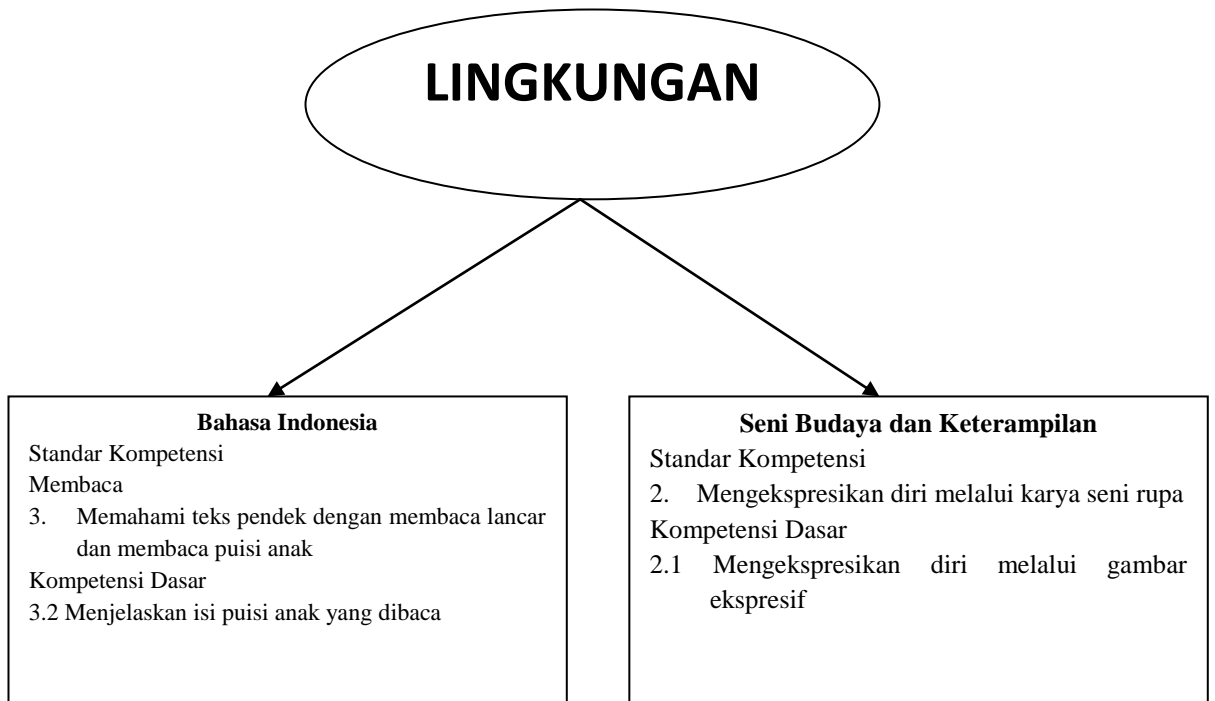 LINGKUNGAN
Bahasa Indonesia
Standar Kompetensi
Membaca
3. Memahami teks pendek dengan membaca lancar
dan membaca puisi anak
Kompetensi Dasar
3.2 Menjelaskan isi puisi anak yang dibaca
Seni Budaya dan Keterampilan
Standar Kompetensi
2. Mengekspresikan diri melalui karya seni rupa
Kompetensi Dasar
2.1 Mengekspresikan diri melalui gambar
ekspresif